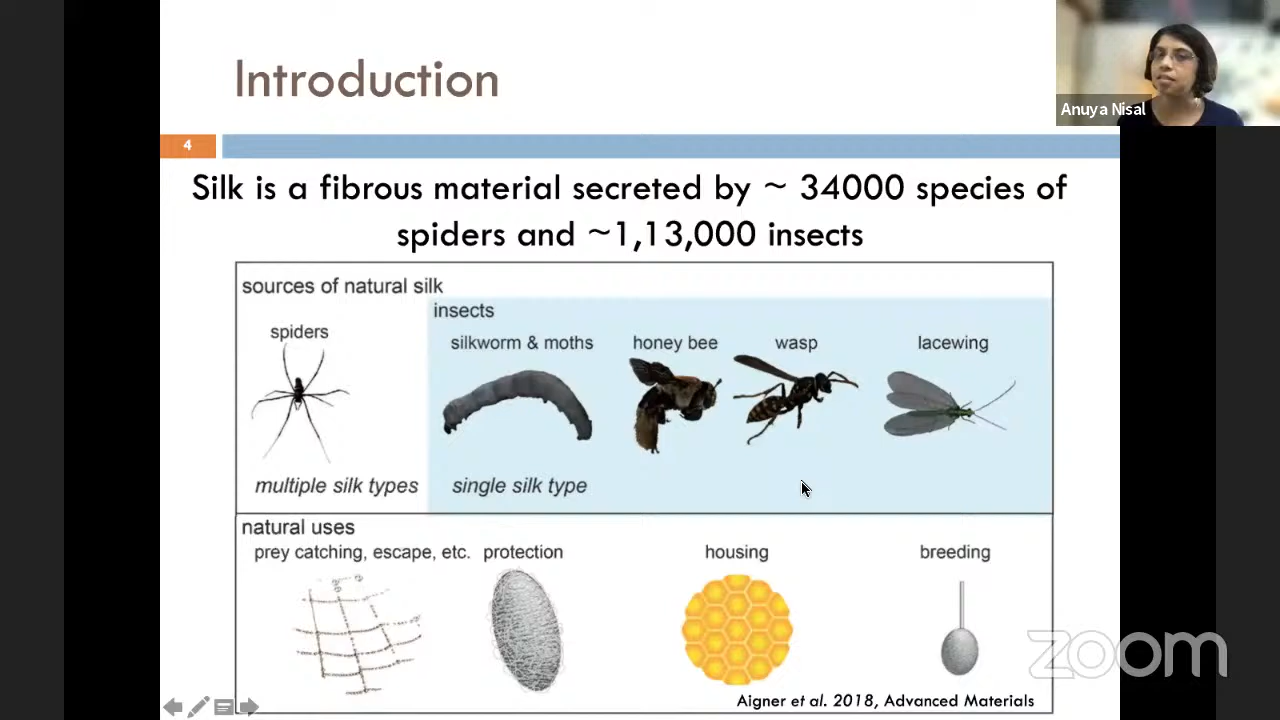 Introduction
Anuya Nisal
4
Silk is a fibrous material secreted by ~ 34000 species of
spiders and ~1,13,000 insects
sources of natural silk
insects
spiders
silkworm & moths
honey bee
wasp
lacewing
multiple silk types
single silk type
natural uses
prey catching, escape, etc.
protection
housing
breeding
zoom
Aigner et al. 2018, Advanced Materials